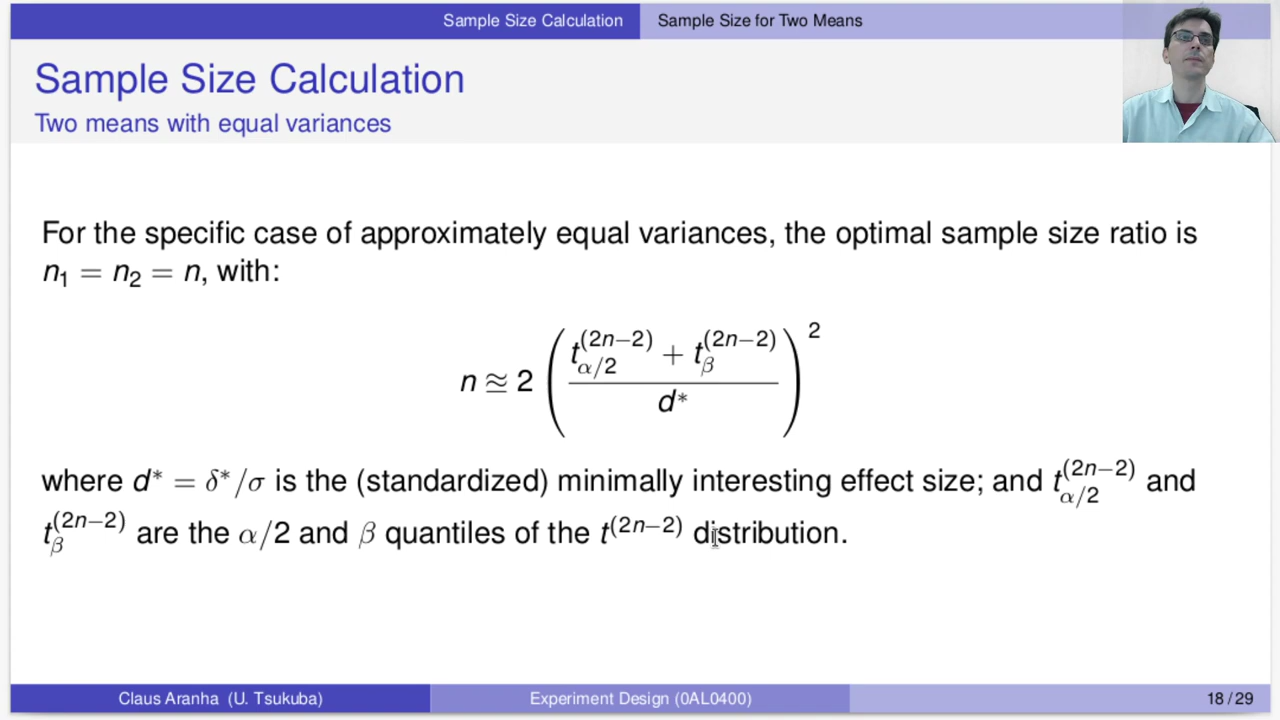 Sample Size Calculation Sample Size for Two Means
Sample Size Calculation
Two means with equal variances
For the specific case of approximately equal variances, the optimal sample size ratio is
n₁ = n₂ = n, with:
n ≊ 2 ( (t_{α/2}^{(2n−2)} + t_β^{(2n−2)}) / d* )²
where d* = δ*/σ is the (standardized) minimally interesting effect size; and t_{α/2}^{(2n−2)} and
t_β^{(2n−2)} are the α/2 and β quantiles of the t^{(2n−2)} distribution.
Claus Aranha (U. Tsukuba) Experiment Design (0AL0400) 18 / 29